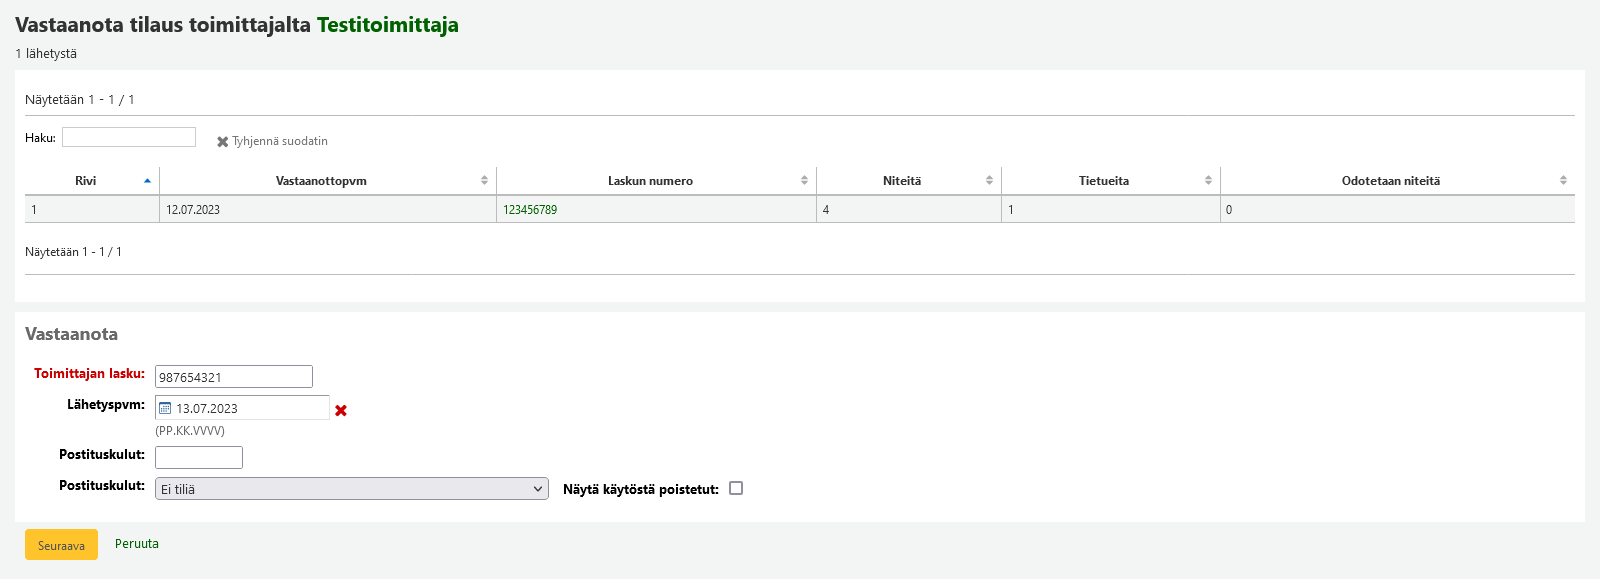 Vastaanota tilaus toimittajalta Testitoimittaja
1 lähetystä
Näytetään 1 - 1 / 1
Haku: Tyhjennä suodatin
Rivi Vastaanottopvm Laskun numero Niteitä Tietueita Odotetaan niteitä
1 12.07.2023 123456789 4 1 0
Näytetään 1 - 1 / 1
Vastaanota
Toimittajan lasku: 987654321
Lähetyspvm: 13.07.2023
(PP.KK.VVVV)
Postituskulut:
Postituskulut: Ei tiliä Näytä käytöstä poistetut:
Seuraava Peruuta